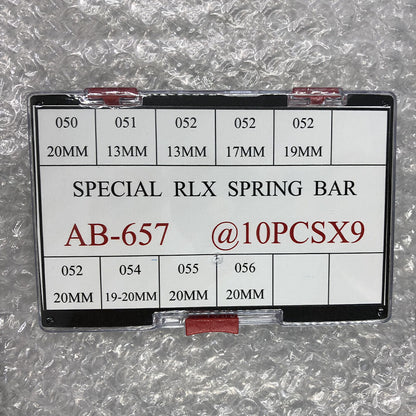 050 051 052 052 052
20MM 13MM 13MM 17MM 19MM
SPECIAL RLX SPRING BAR
AB-657 @10PCSX9
052 054 055 056
20MM 19-20MM 20MM 20MM